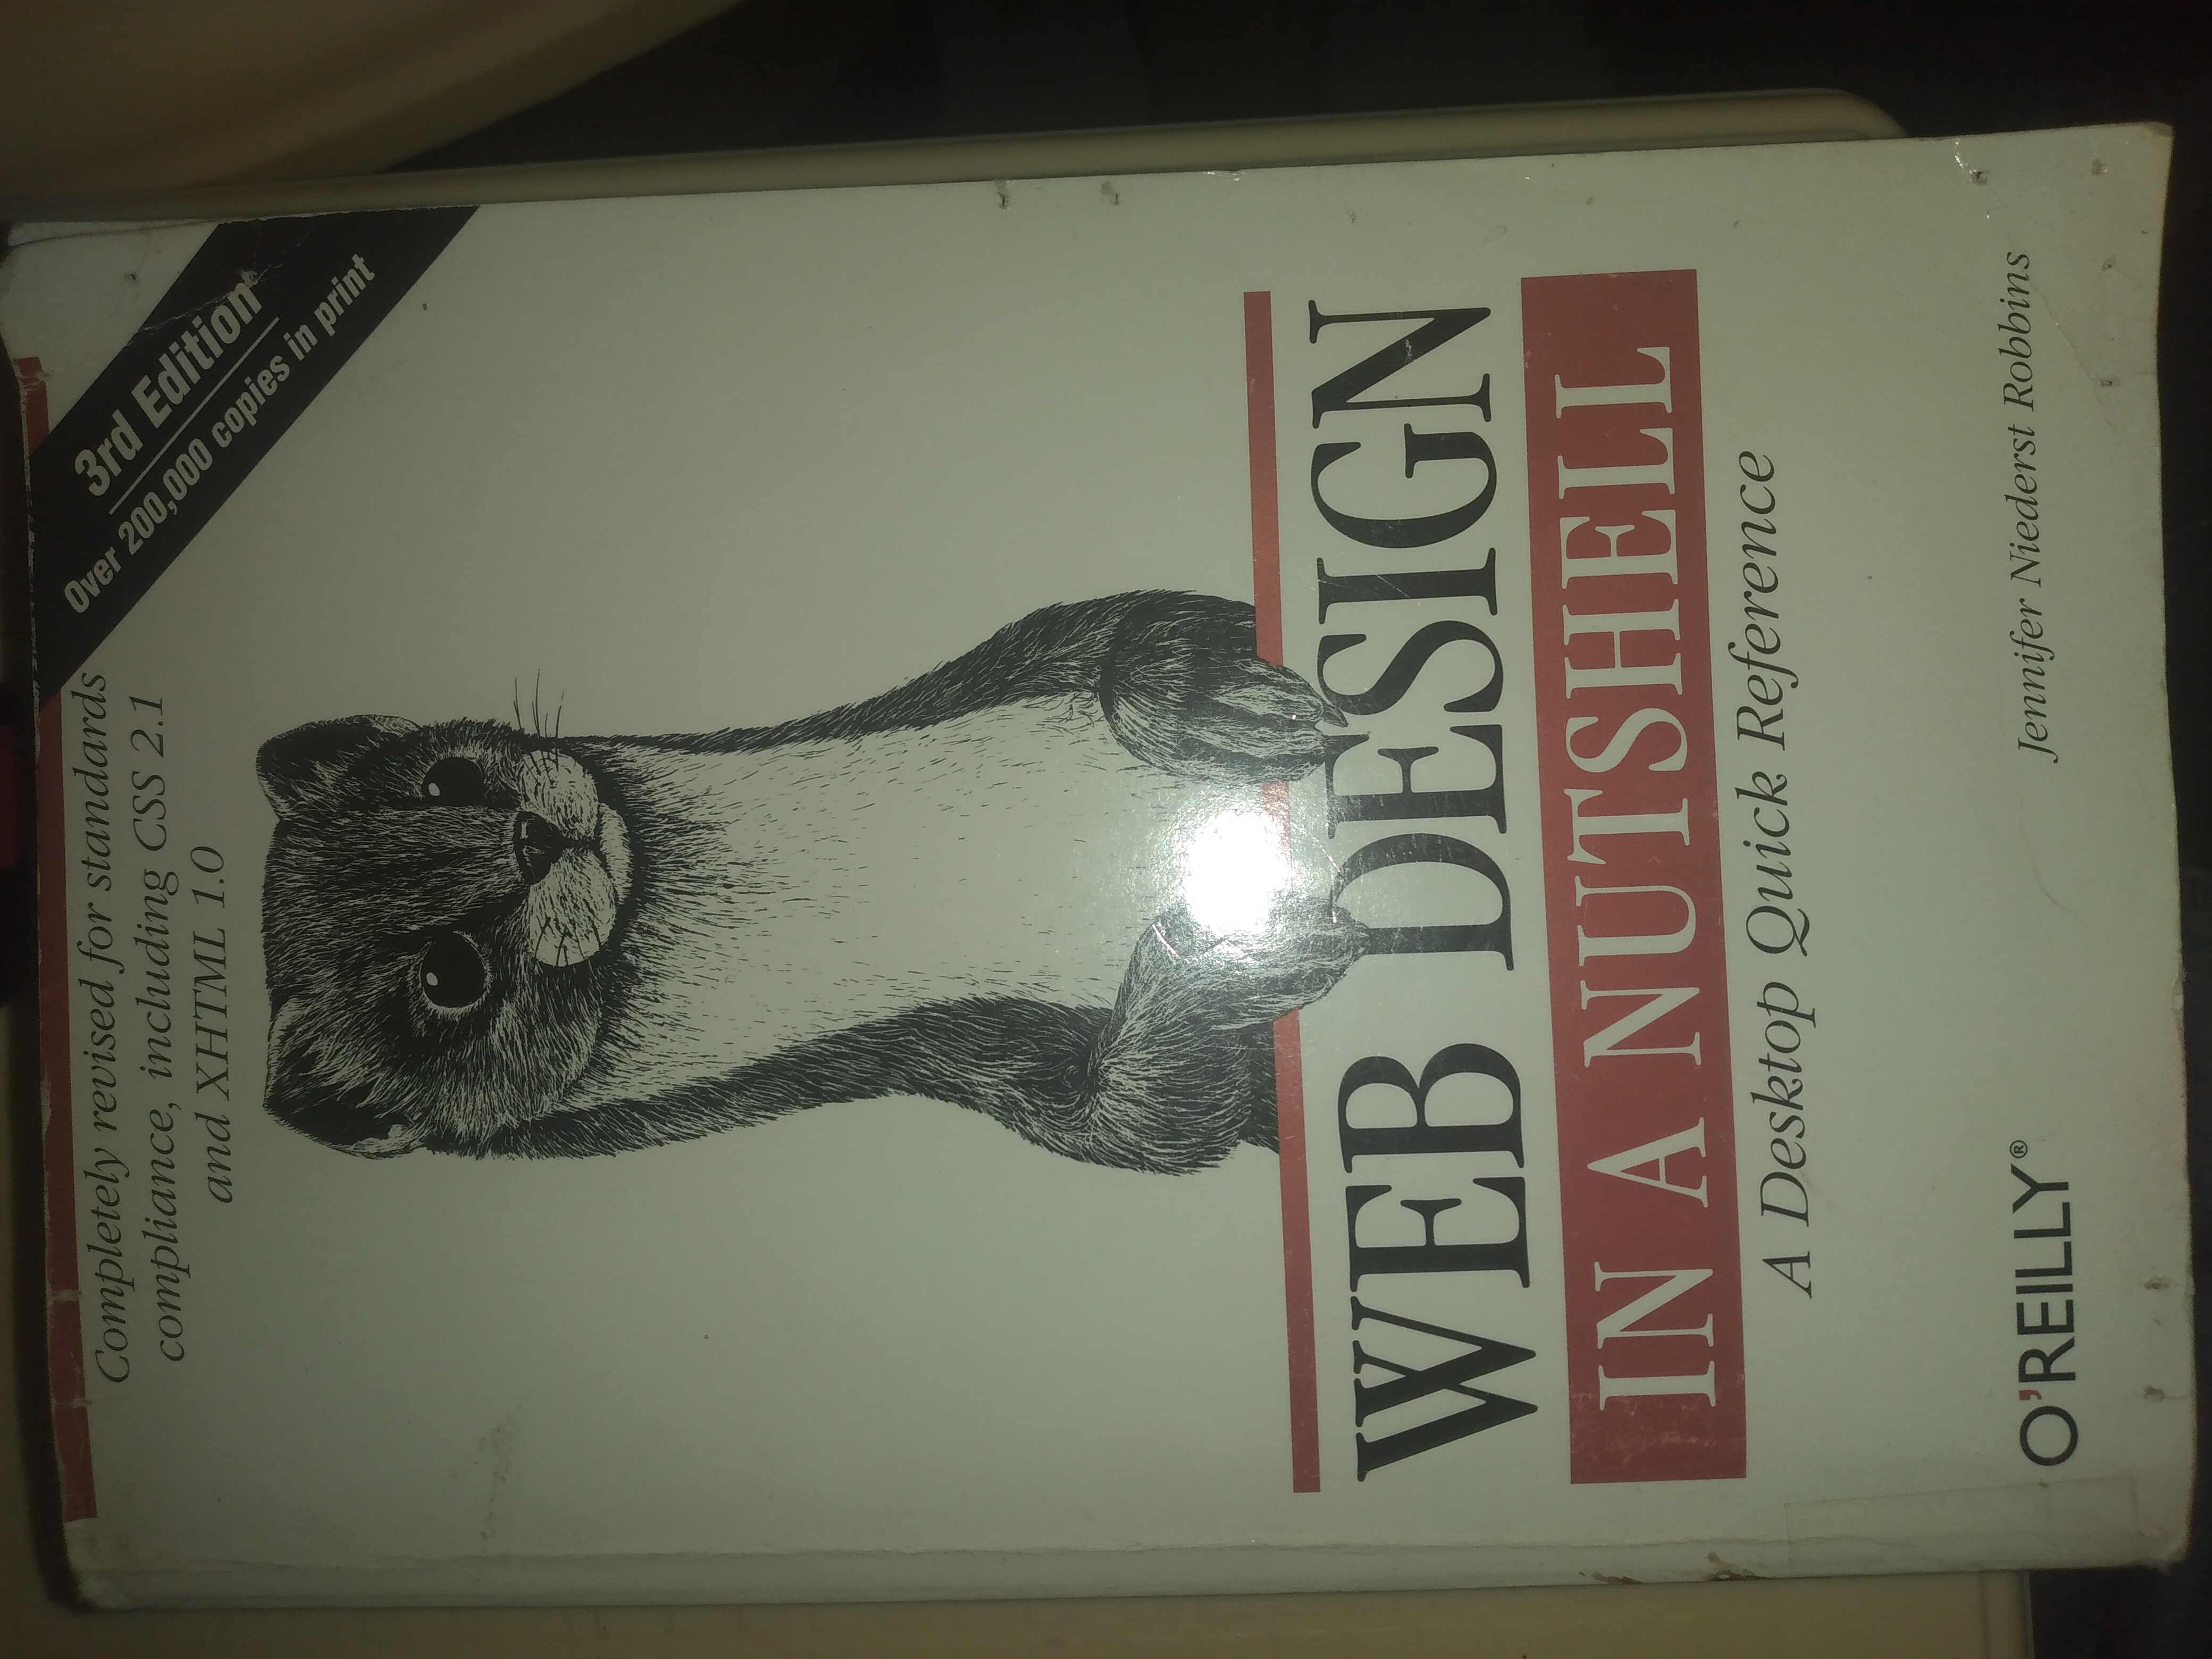 Completely revised for standards
compliance, including CSS 2.1
and XHTML 1.0
3rd Edition
Over 200,000 copies in print
WEB DESIGN
IN A NUTSHELL
A Desktop Quick Reference
O'REILLY®
Jennifer Niederst Robbins